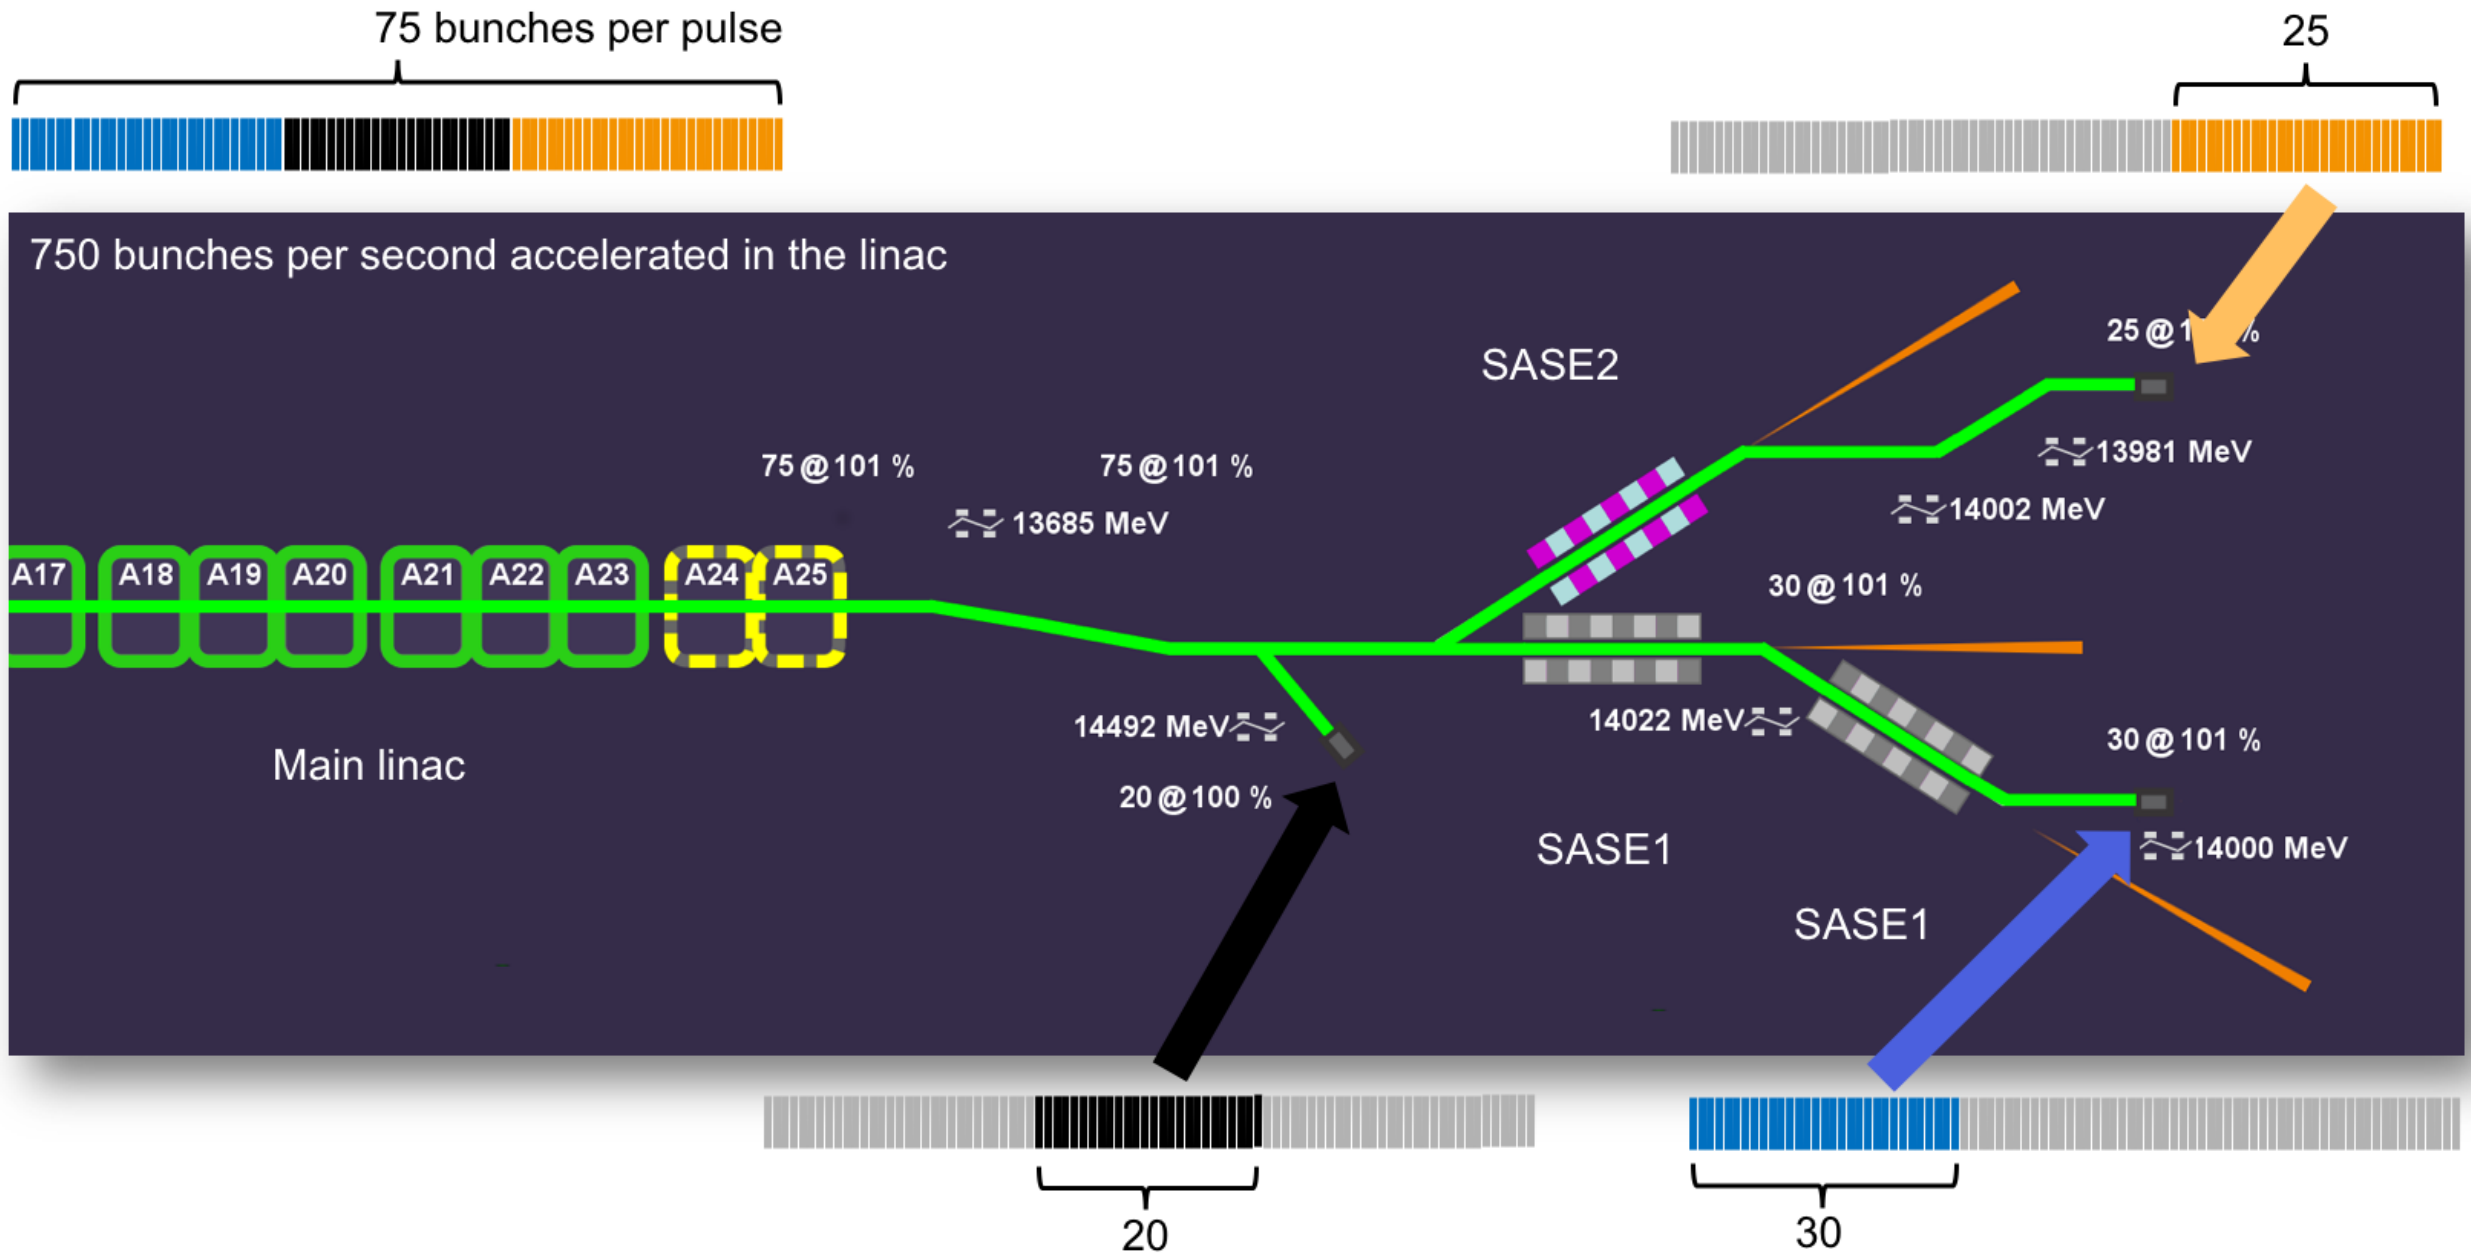 75 bunches per pulse
25
750 bunches per second accelerated in the linac
SASE2
25 @ 1 %
75 @ 101 %
75 @ 101 %
13981 MeV
13685 MeV
14002 MeV
A17
A18
A19
A20
A21
A22
A23
A24
A25
30 @ 101 %
14492 MeV
14022 MeV
Main linac
30 @ 101 %
20 @ 100 %
SASE1
14000 MeV
SASE1
20
30